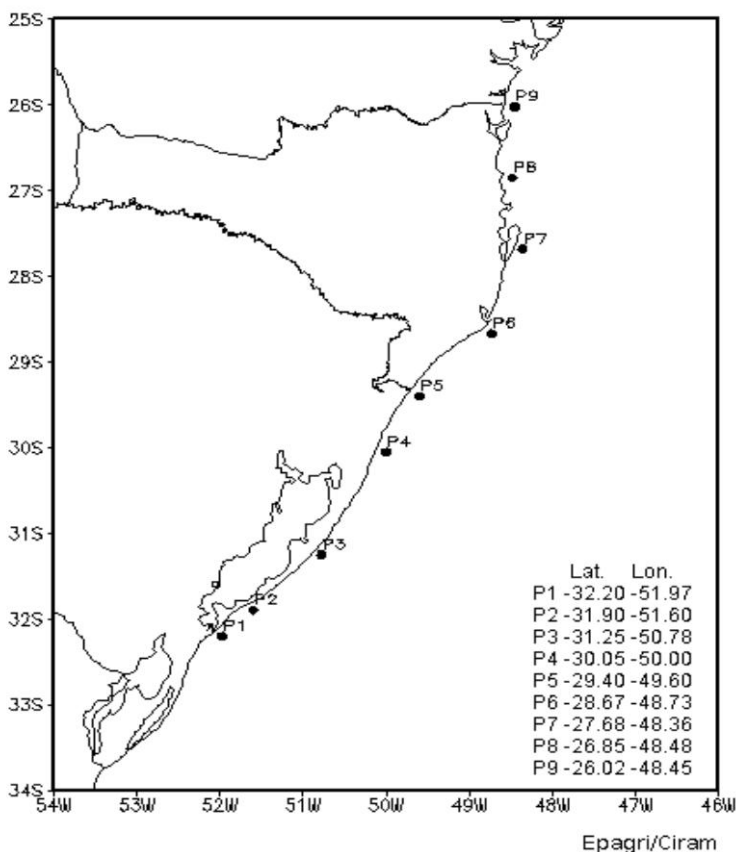 25S
26S
27S
28S
29S
30S
31S
32S
33S
34S
P9
P8
P7
P6
P5
P4
P3
P2
P1
Lat. Lon.
P1 -32.20 -51.97
P2 -31.90 -51.60
P3 -31.25 -50.78
P4 -30.05 -50.00
P5 -29.40 -49.60
P6 -28.67 -48.73
P7 -27.68 -48.36
P8 -26.85 -48.48
P9 -26.02 -48.45
54W 53W 52W 51W 50W 49W 48W 47W 46W
Epagri/Ciram